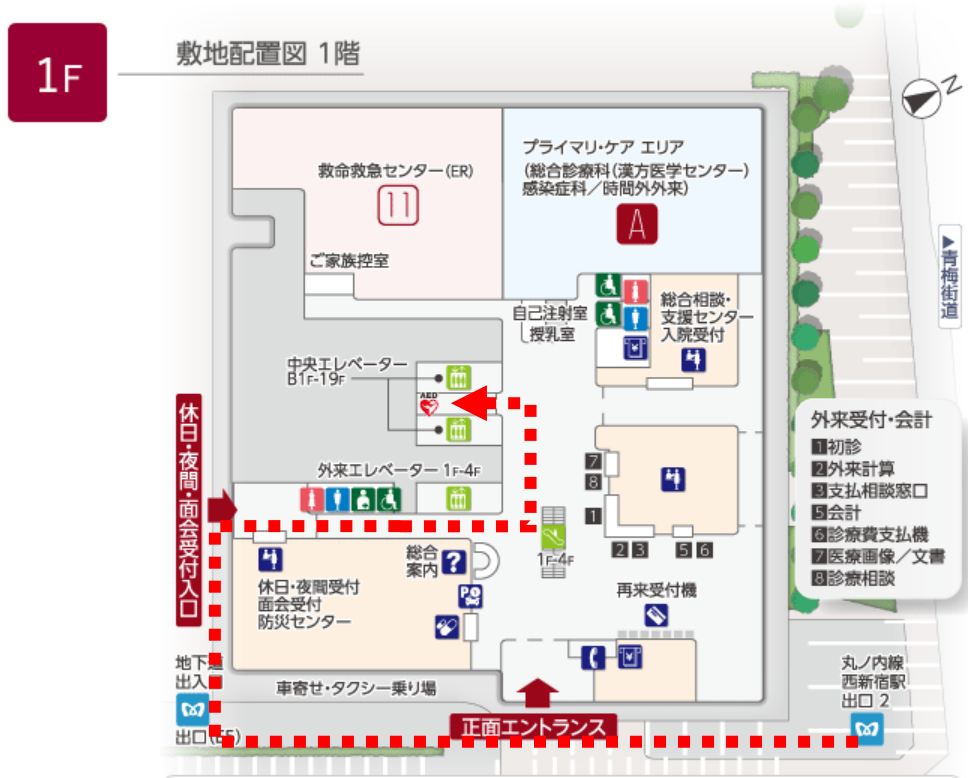 1F
敷地配置図 1階
N
プライマリ・ケア エリア
(総合診療科(漢方医学センター)
感染症科/時間外外来)
A
救命救急センター(ER)
11
ご家族控室
▶青梅街道
自己注射室
授乳室
総合相談・
支援センター
入院受付
中央エレベーター
B1F-19F
AED
外来エレベーター 1F-4F
休日・夜間・面会受付入口
7
8
1
2 3
5 6
外来受付・会計
1初診
2外来計算
3支払相談窓口
5会計
6診療費支払機
7医療画像/文書
8診療相談
1F-4F
総合
案内
?
P
休日・夜間受付
面会受付
防災センター
再来受付機
地下道
車寄せ・タクシー乗り場
正面エントランス
丸ノ内線
西新宿駅
出口 2